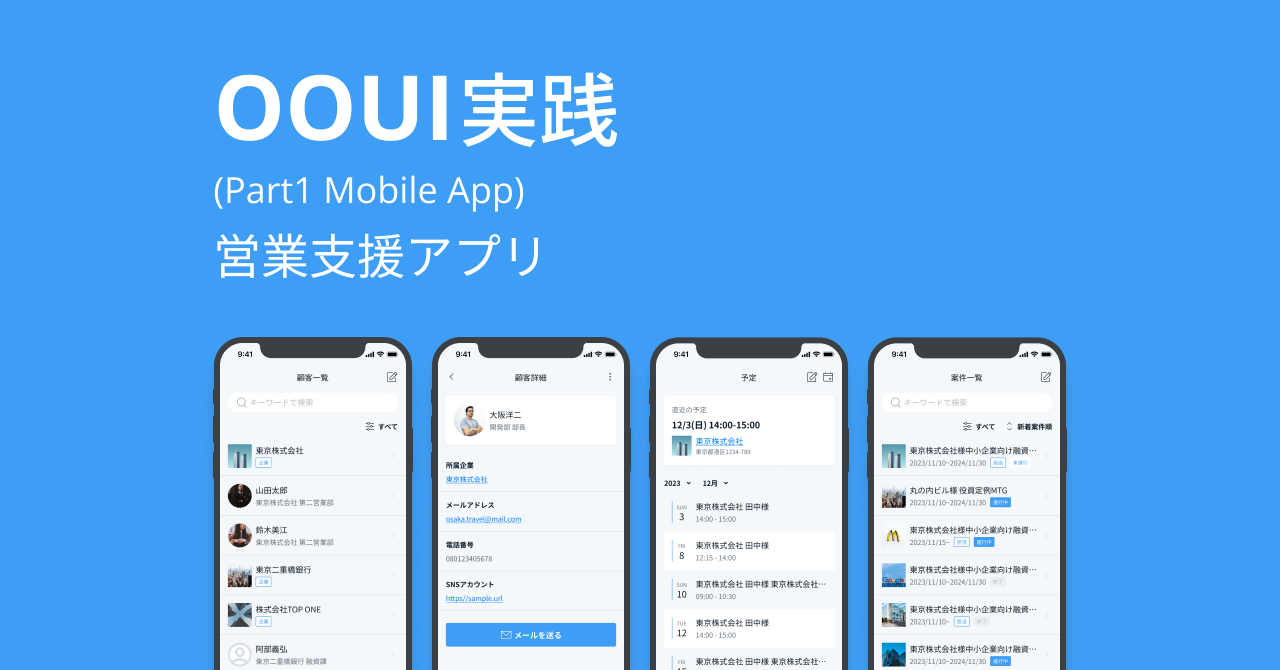 OOUI実践
(Part1 Mobile App)
営業支援アプリ
9:41
顧客一覧
キーワードで検索
すべて
東京株式会社
企業
山田太郎
東京株式会社 第二営業部
鈴木美江
東京株式会社 第二営業部
東京二重橋銀行
企業
株式会社TOP ONE
企業
阿部義弘
東京二重橋銀行 融資課
9:41
顧客詳細
大阪洋二
開発部 部長
所属企業
東京株式会社
メールアドレス
osaka.travel@mail.com
電話番号
080123405678
SNSアカウント
https//sample.url
メールを送る
9:41
予定
直近の予定
12/3(日) 14:00-15:00
東京株式会社
東京都港区1234-789
2023 12月
SUN
3
東京株式会社 田中様
14:00 - 15:00
FRI
8
東京株式会社 田中様
12:15 - 14:00
SUN
10
東京株式会社 田中様 東京株式会社…
09:00 - 10:30
TUE
12
東京株式会社 田中様
14:00 - 15:00
FRI
東京株式会社 田中様 東京株式会社…
9:41
案件一覧
キーワードで検索
すべて 新着案件順
東京株式会社様中小企業向け融資…
2023/11/10~2024/11/30 担当 未進行
丸の内ビル様 役員定例MTG
2023/11/10~2024/11/30 進行中
東京株式会社様中小企業向け融資…
2023/11/15~ 担当 進行中
東京株式会社様中小企業向け融資…
2023/11/10~2024/11/30 終了
東京株式会社様中小企業向け融資…
2023/11/10~ 担当 終了
東京株式会社様中小企業向け融資…
2023/11/10~2024/11/30 進行中